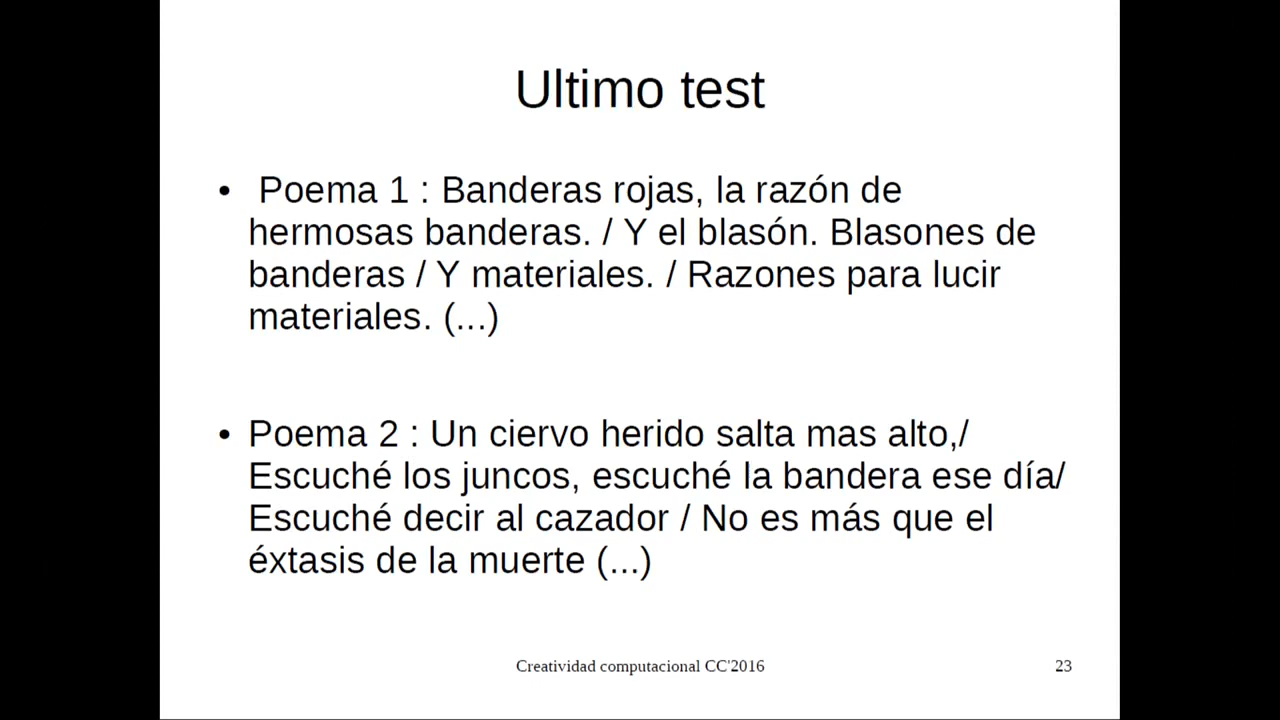 Ultimo test
• Poema 1 : Banderas rojas, la razón de
hermosas banderas. / Y el blasón. Blasones de
banderas / Y materiales. / Razones para lucir
materiales. (...)
• Poema 2 : Un ciervo herido salta mas alto,/
Escuché los juncos, escuché la bandera ese día/
Escuché decir al cazador / No es más que el
éxtasis de la muerte (...)
Creatividad computacional CC'2016
23